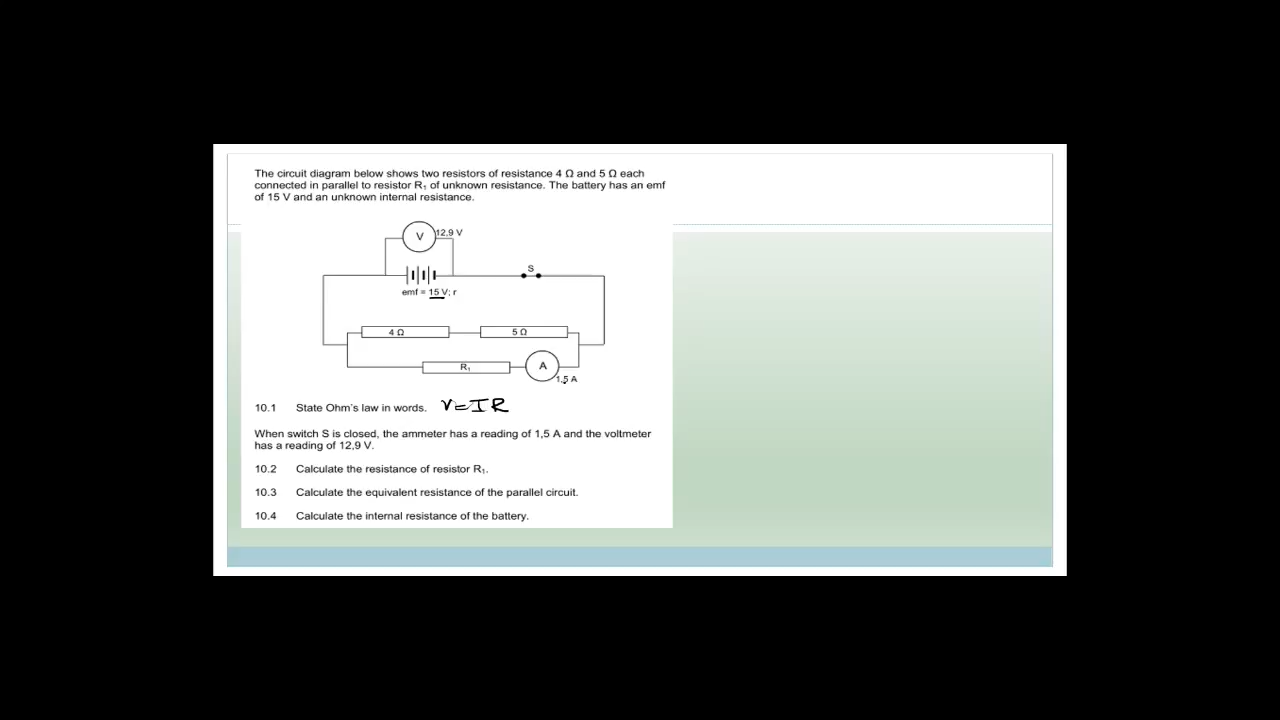 The circuit diagram below shows two resistors of resistance 4 Ω and 5 Ω each
connected in parallel to resistor R₁ of unknown resistance. The battery has an emf
of 15 V and an unknown internal resistance.
V
12,9 V
S
emf = 15 V; r
4 Ω
5 Ω
R₁
A
1,5 A
10.1 State Ohm's law in words. V=IR
When switch S is closed, the ammeter has a reading of 1,5 A and the voltmeter
has a reading of 12,9 V.
10.2 Calculate the resistance of resistor R₁.
10.3 Calculate the equivalent resistance of the parallel circuit.
10.4 Calculate the internal resistance of the battery.